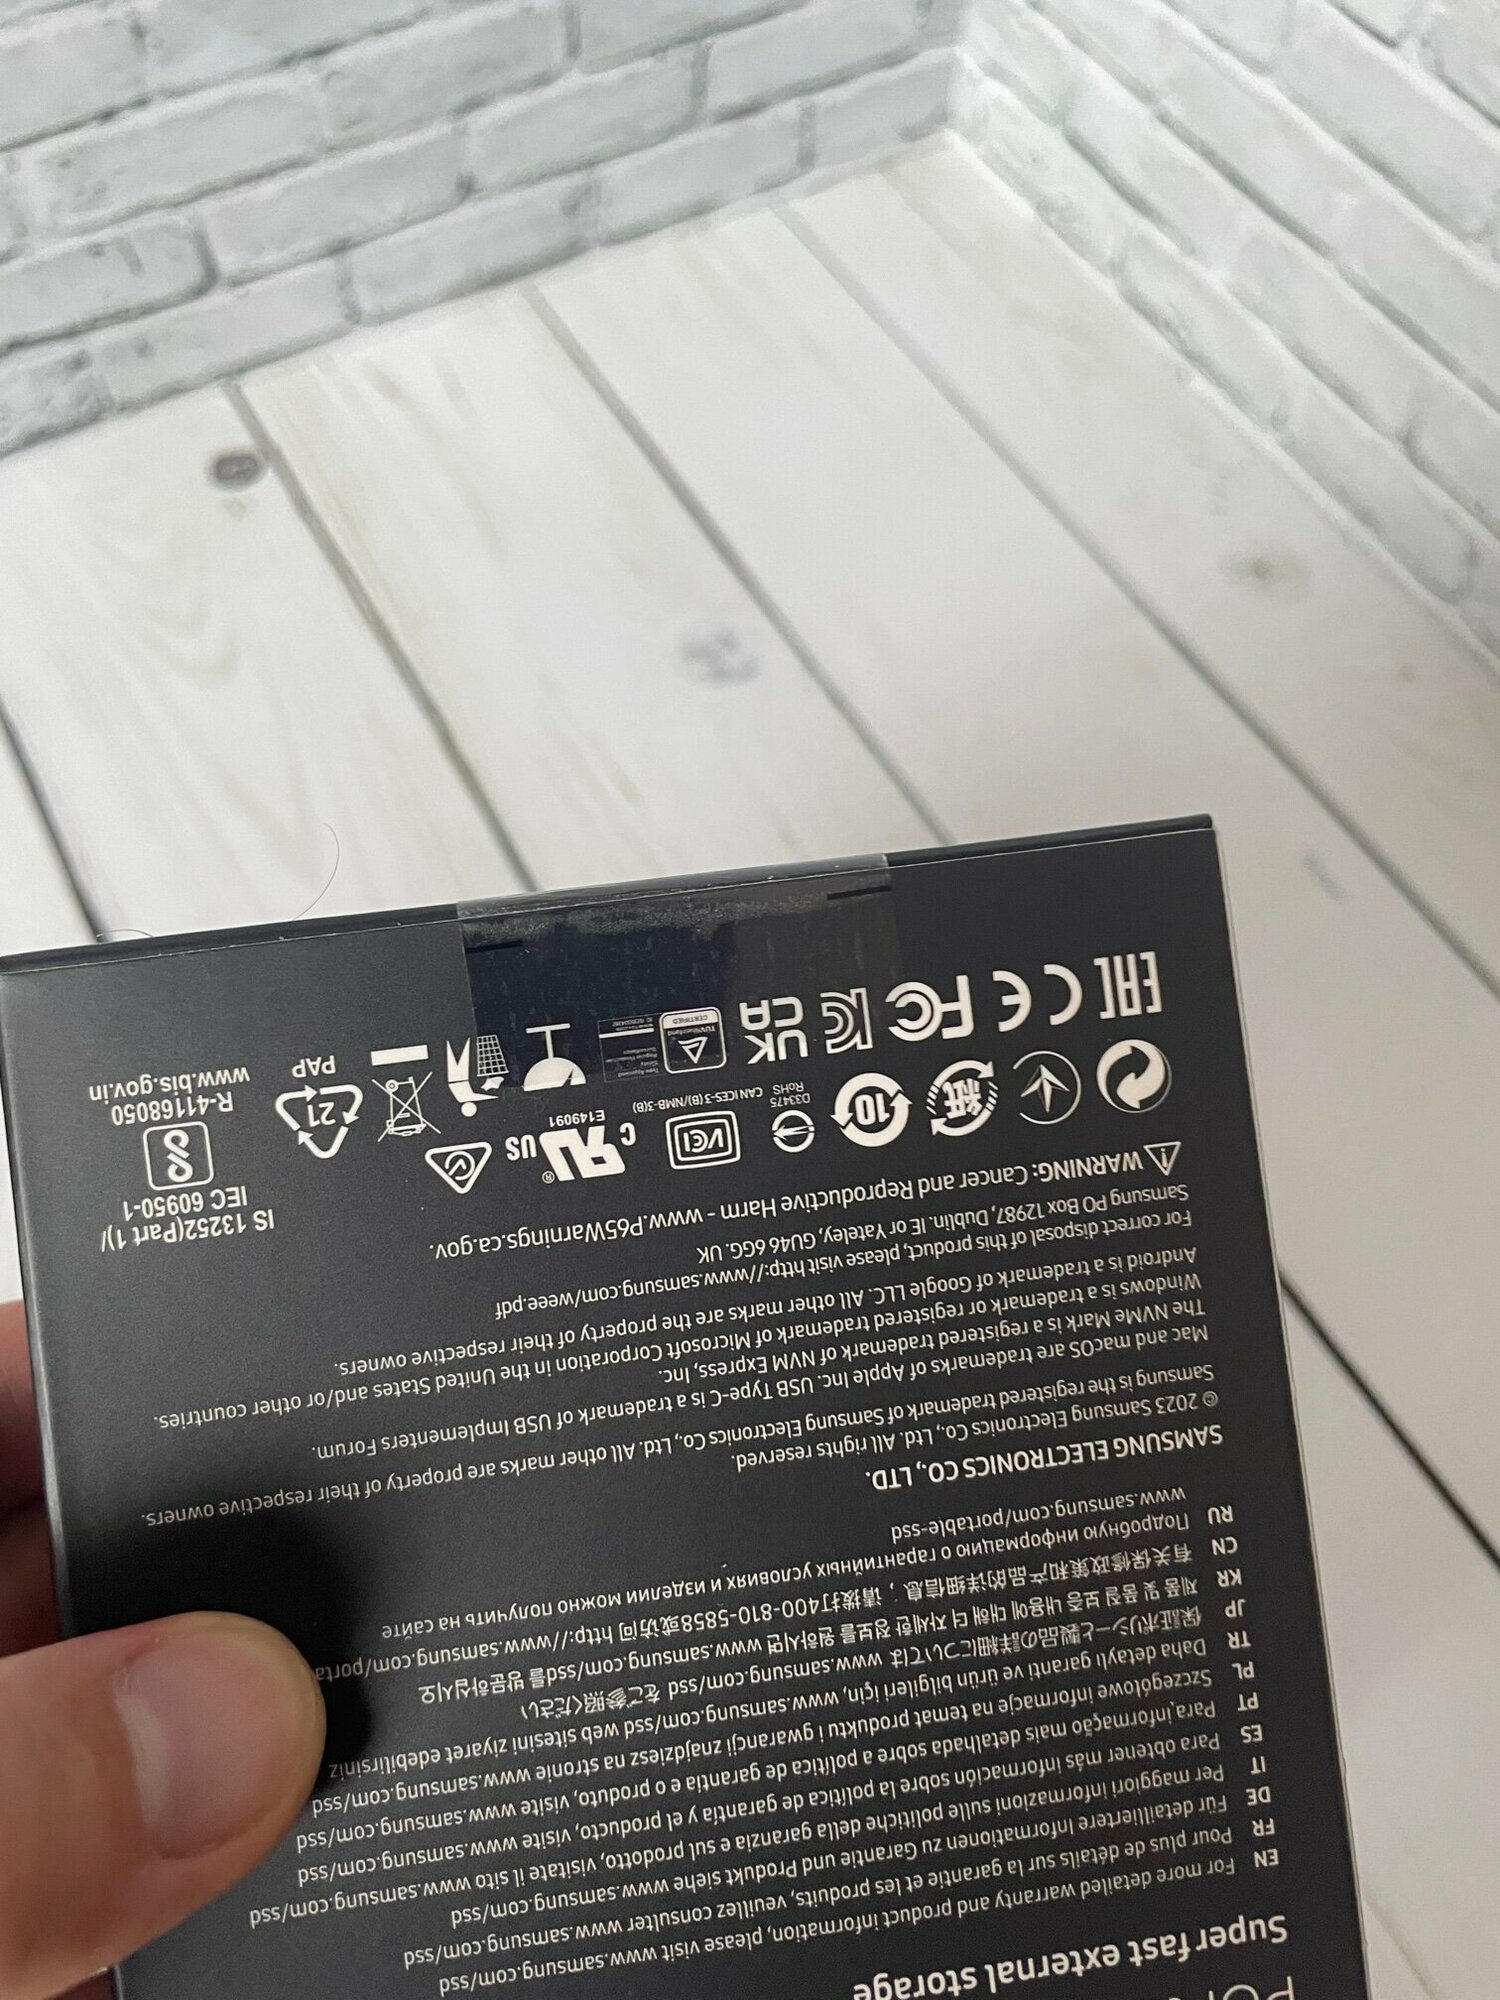 Super fast external storage
EN For more detailed warranty and product information, please visit www.samsung.com/ssd
FR Pour plus de détails sur la garantie et les produits, veuillez consulter www.samsung.com/ssd
DE Für detailliertere Informationen zu Garantie und Produkt siehe www.samsung.com/ssd
IT Per maggiori informazioni sulle politiche della garanzia e sul prodotto, visitate il sito www.samsung.com/ssd
ES Para obtener más información sobre la política de garantía y el producto, visite www.samsung.com/ssd
PT Para informação mais detalhada sobre a política de garantia e o produto, visite www.samsung.com/ssd
PL Szczegółowe informacje na temat produktu i gwarancji znajdziesz na stronie www.samsung.com/ssd
TR Daha detaylı garanti ve ürün bilgileri için, www.samsung.com/ssd web sitesini ziyaret edebilirsiniz
JP 保証ポリシーと製品の詳細については www.samsung.com/ssd をご参照ください
KR 제품 및 품질 보증 내용에 대해 더 자세한 정보를 원하시면 www.samsung.com/ssd를 방문하십시오
CN 有关保修政策和产品的详细信息，请拨打400-810-5858或访问 http://www.samsung.com/porta
RU Подробную информацию о гарантийных условиях и изделии можно получить на сайте
www.samsung.com/portable-ssd
SAMSUNG ELECTRONICS CO., LTD.
© 2023 Samsung Electronics Co., Ltd. All rights reserved.
Samsung is the registered trademark of Samsung Electronics Co., Ltd. All other marks are property of their respective owners.
Mac and macOS are trademarks of Apple Inc. USB Type-C is a trademark of USB Implementers Forum.
The NVMe Mark is a registered trademark of NVM Express, Inc.
Windows is a trademark or registered trademark of Microsoft Corporation in the United States and/or other countries.
Android is a trademark of Google LLC. All other marks are the property of their respective owners.
For correct disposal of this product, please visit http://www.samsung.com/weee.pdf
Samsung PO Box 12987, Dublin. IE or Yateley, GU46 6GG. UK
WARNING: Cancer and Reproductive Harm - www.P65Warnings.ca.gov.
紙 10 D33475 RoHS VCI CAN ICES-3(B)/NMB-3(B) c UL US ® E149091
EAC CE FC KC UK CA TÜVRheinland CERTIFIED
21 PAP
IS 13252(Part 1)/
IEC 60950-1
R-41168050
www.bis.gov.in